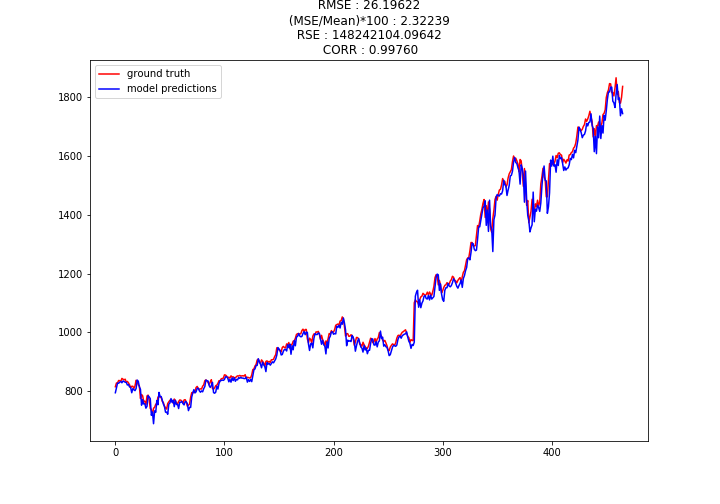 RMSE : 26.19622
(MSE/Mean)*100 : 2.32239
RSE : 148242104.09642
CORR : 0.99760
ground truth
model predictions
1800
1600
1400
1200
1000
800
0 100 200 300 400